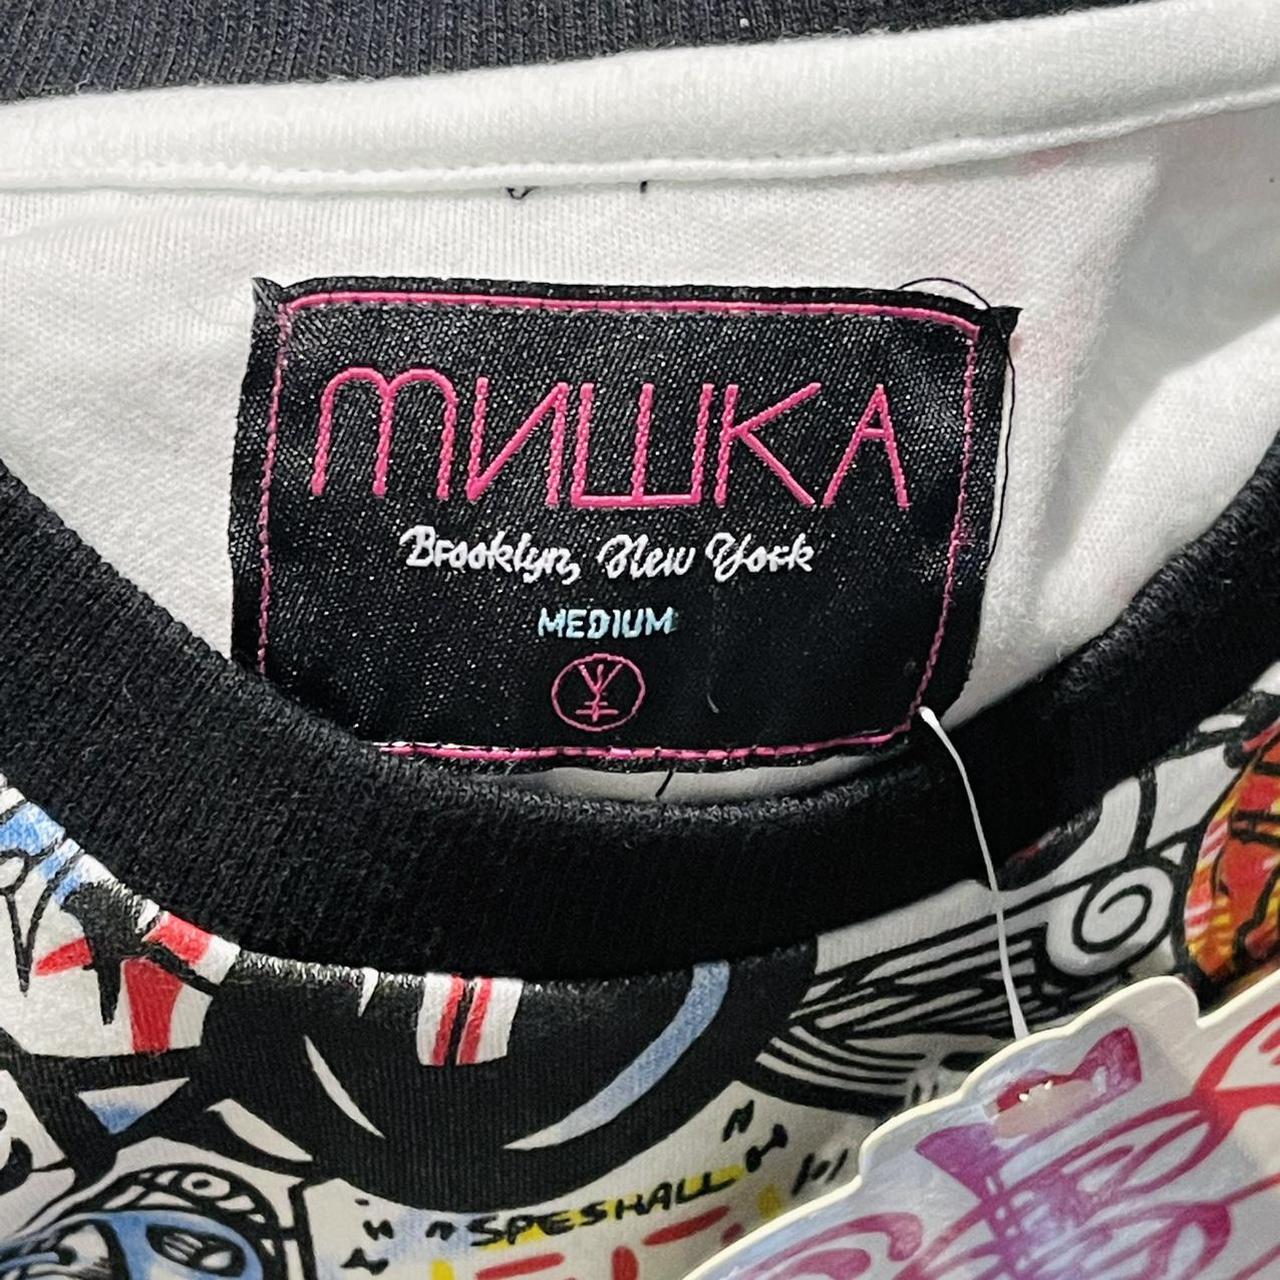 МИШКА
Brooklyn, New York
MEDIUM
"SPESHALL"